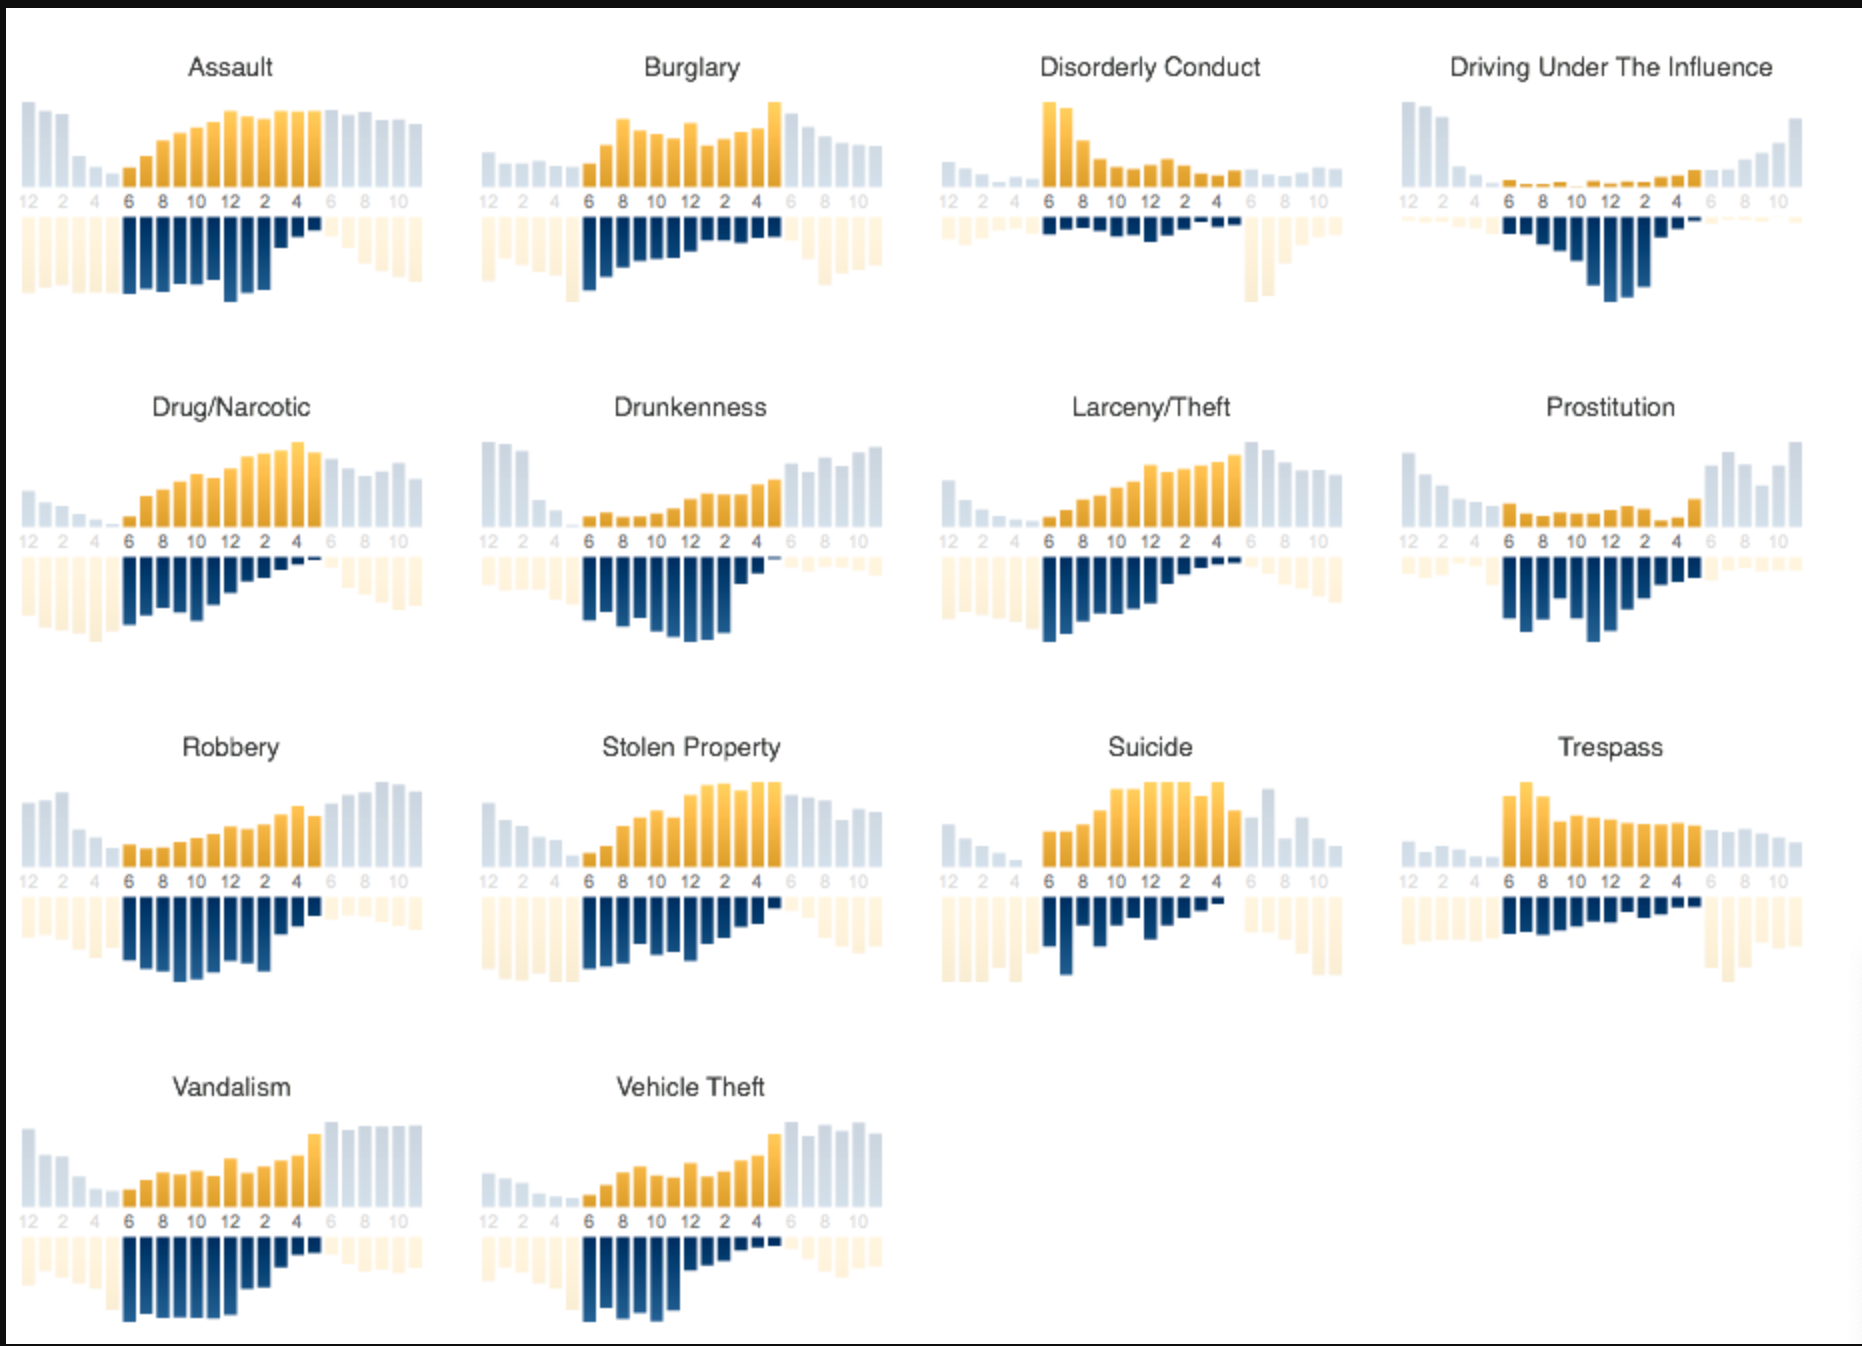 Assault Burglary Disorderly Conduct Driving Under The Influence
12 2 4 6 8 10 12 2 4 6 8 10 12 2 4 6 8 10 12 2 4 6 8 10 12 2 4 6 8 10 12 2 4 6 8 10 12 2 4 6 8 10 12 2 4 6 8 10
Drug/Narcotic Drunkenness Larceny/Theft Prostitution
12 2 4 6 8 10 12 2 4 6 8 10 12 2 4 6 8 10 12 2 4 6 8 10 12 2 4 6 8 10 12 2 4 6 8 10 12 2 4 6 8 10 12 2 4 6 8 10
Robbery Stolen Property Suicide Trespass
12 2 4 6 8 10 12 2 4 6 8 10 12 2 4 6 8 10 12 2 4 6 8 10 12 2 4 6 8 10 12 2 4 6 8 10 12 2 4 6 8 10 12 2 4 6 8 10
Vandalism Vehicle Theft
12 2 4 6 8 10 12 2 4 6 8 10 12 2 4 6 8 10 12 2 4 6 8 10